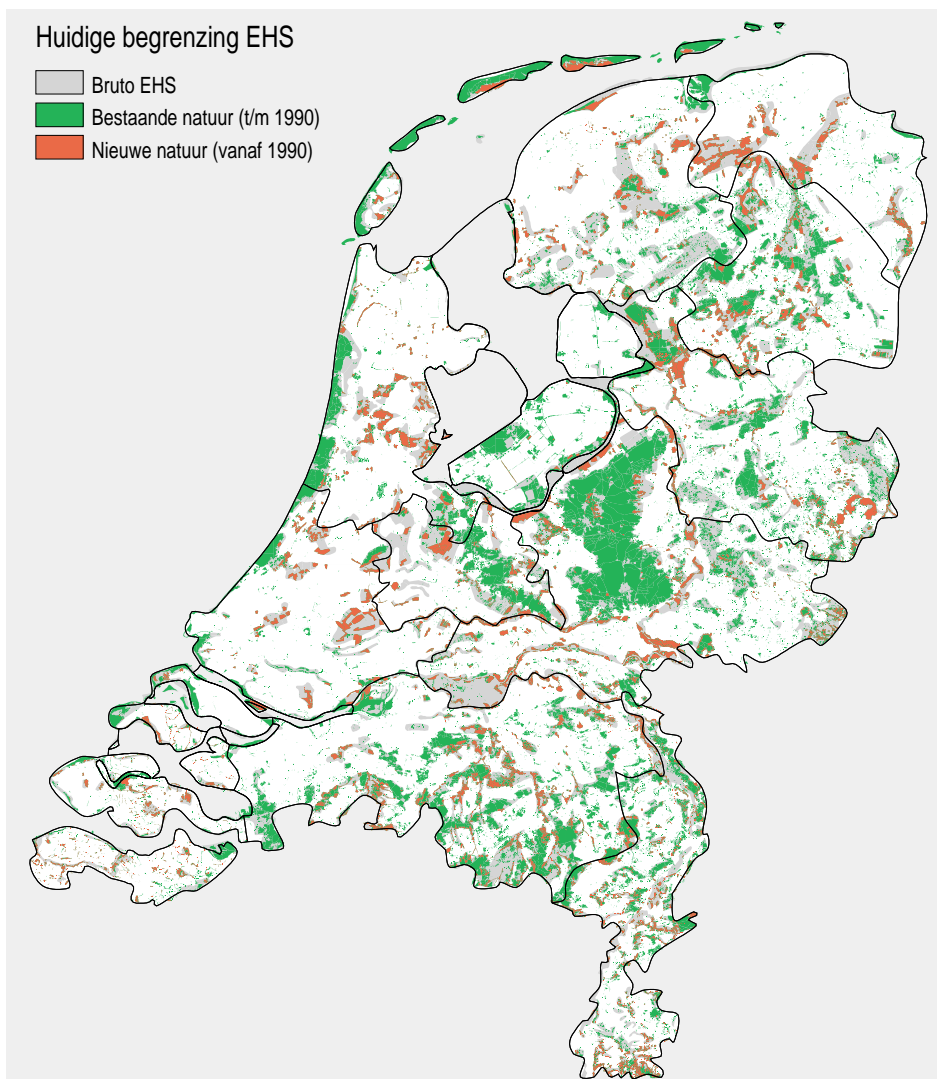 Huidige begrenzing EHS
Bruto EHS
Bestaande natuur (t/m 1990)
Nieuwe natuur (vanaf 1990)